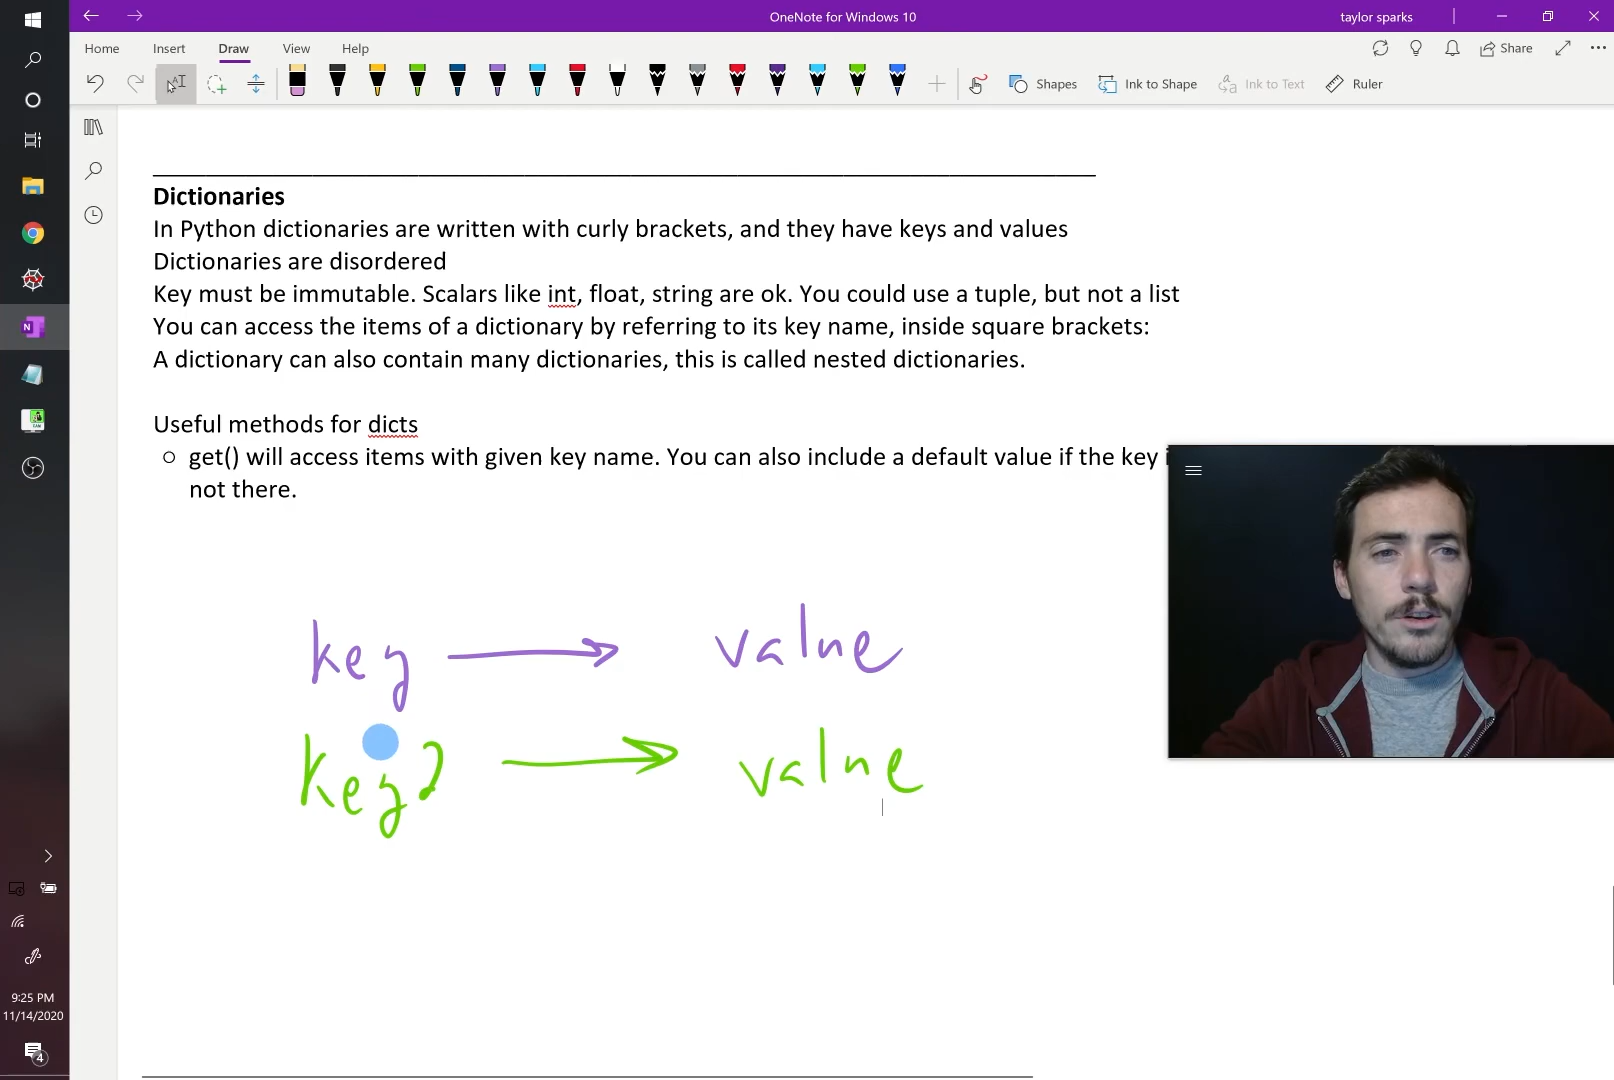 OneNote for Windows 10
taylor sparks
Home Insert Draw View Help
Share
Shapes Ink to Shape Ink to Text Ruler
Dictionaries
In Python dictionaries are written with curly brackets, and they have keys and values
Dictionaries are disordered
Key must be immutable. Scalars like int, float, string are ok. You could use a tuple, but not a list
You can access the items of a dictionary by referring to its key name, inside square brackets:
A dictionary can also contain many dictionaries, this is called nested dictionaries.
Useful methods for dicts
get() will access items with given key name. You can also include a default value if the key
not there.
key → value
key2 → value
9:25 PM
11/14/2020
4